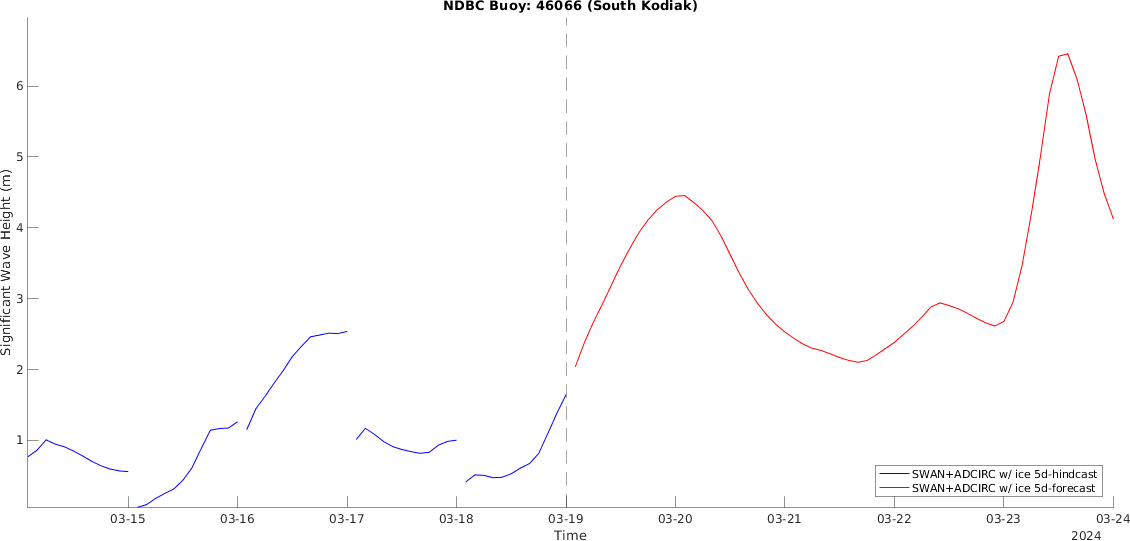 NDBC Buoy: 46066 (South Kodiak)
Significant Wave Height (m)
6
5
4
3
2
1
SWAN+ADCIRC w/ ice 5d-hindcast
SWAN+ADCIRC w/ ice 5d-forecast
03-15 03-16 03-17 03-18 03-19 03-20 03-21 03-22 03-23 03-24
Time
2024